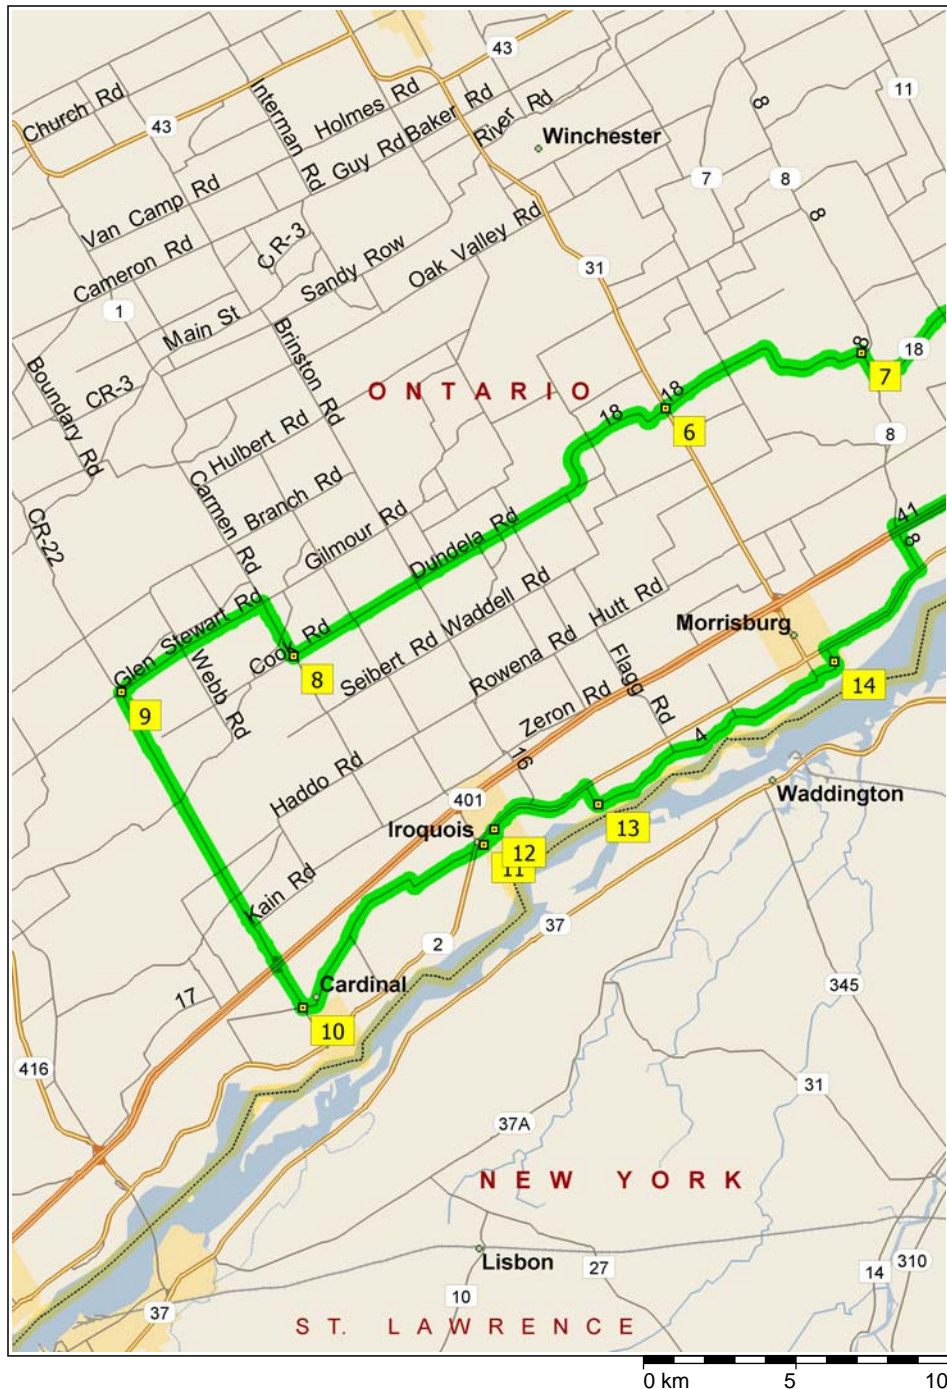 43
Church Rd
43
Interman Rd
Holmes Rd
Guy Rd
Baker Rd
River Rd
Winchester
8
11
7
8
8
Van Camp Rd
CR-3
Cameron Rd
Sandy Row
Oak Valley Rd
31
1
Main St
Brinston Rd
Boundary Rd
CR-3
ONTARIO
8
18
7
18
18
6
Hulbert Rd
8
Carmen Rd
Branch Rd
Gilmour Rd
CR-22
Dundela Rd
41
8
Glen Stewart Rd
Cook Rd
Waddell Rd
Hutt Rd
Morrisburg
Webb Rd
8
Seibert Rd
Rowena Rd
Flagg Rd
14
9
Zeron Rd
4
16
Haddo Rd
Waddington
401
Iroquois
13
12
11
Kain Rd
37
2
Cardinal
17
10
345
416
31
37A
NEW YORK
Lisbon
27
14
310
37
10
ST. LAWRENCE
0 km 5 10